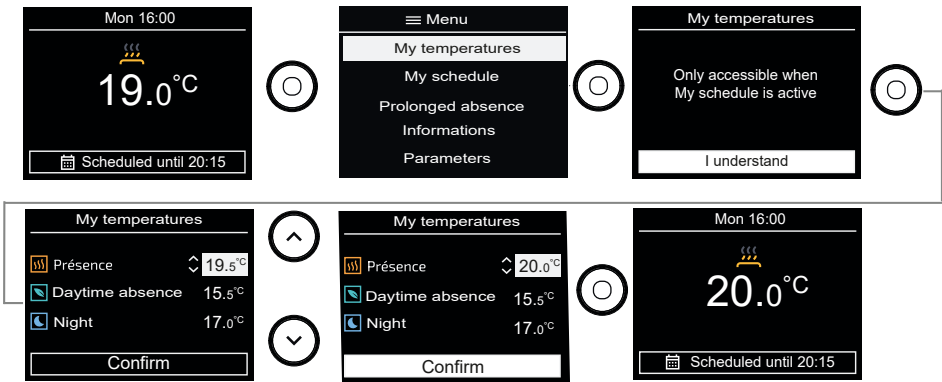 Mon 16:00
19.0°C
Scheduled until 20:15
Menu
My temperatures
My schedule
Prolonged absence
Informations
Parameters
My temperatures
Only accessible when
My schedule is active
I understand
My temperatures
Présence 19.5°C
Daytime absence 15.5°C
Night 17.0°C
Confirm
My temperatures
Présence 20.0°C
Daytime absence 15.5°C
Night 17.0°C
Confirm
Mon 16:00
20.0°C
Scheduled until 20:15